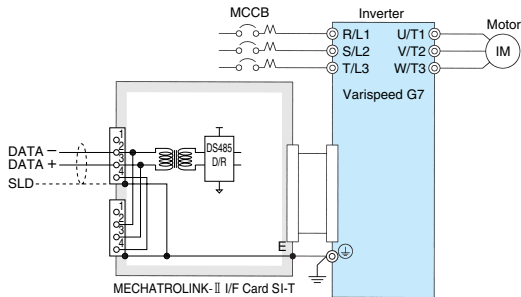 MCCB
Inverter
Motor
R/L1 U/T1
S/L2 V/T2
T/L3 W/T3
IM
Varispeed G7
1
2
3
4
DS485
D/R
DATA −
DATA +
SLD
1
2
3
4
E
MECHATROLINK-Ⅱ I/F Card SI-T